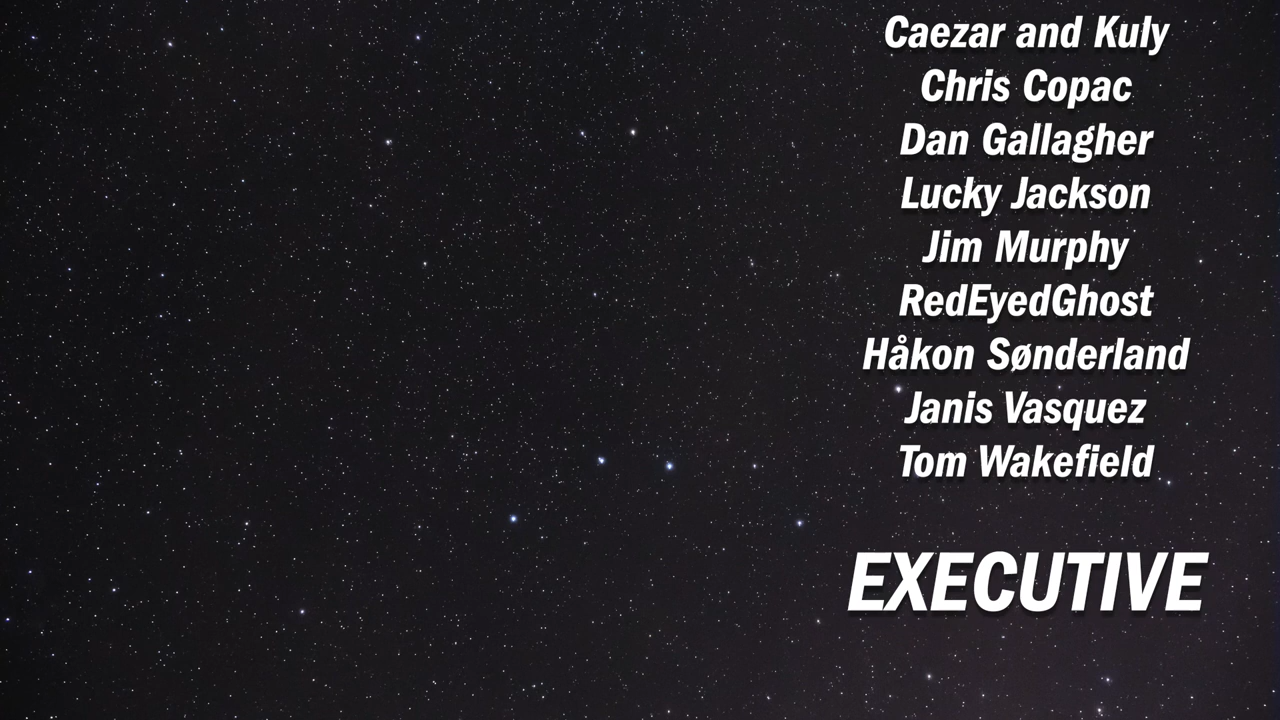 Caezar and Kuly
Chris Copac
Dan Gallagher
Lucky Jackson
Jim Murphy
RedEyedGhost
Håkon Sønderland
Janis Vasquez
Tom Wakefield
EXECUTIVE